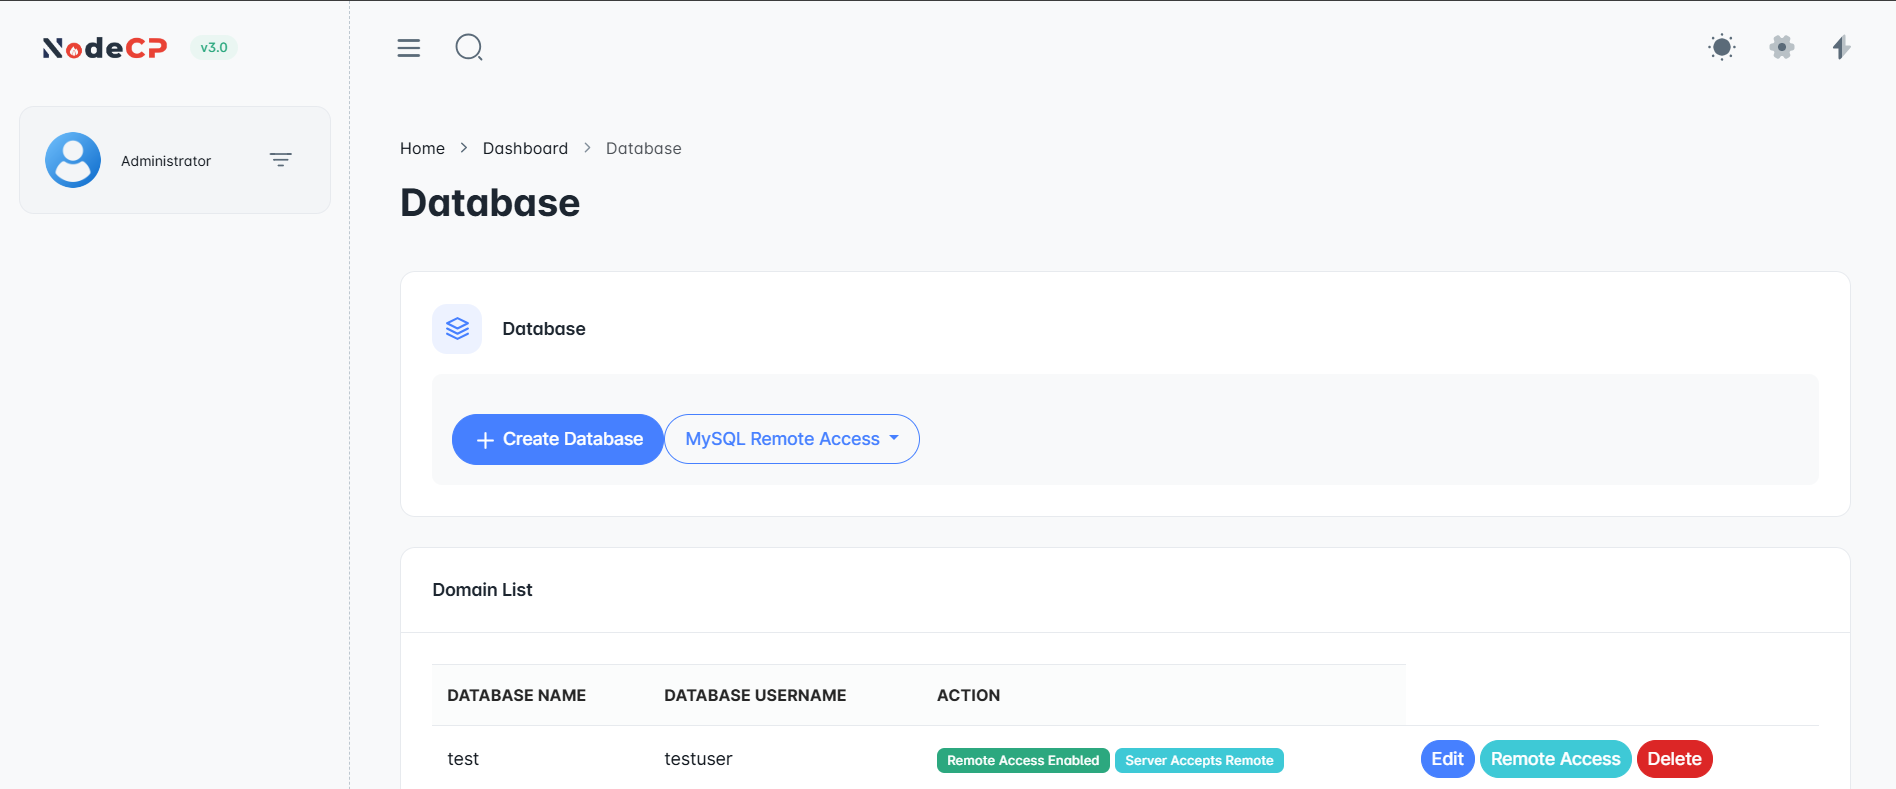 NodeCP v3.0
Administrator
Home > Dashboard > Database
Database
Database
+ Create Database MySQL Remote Access
Domain List
DATABASE NAME DATABASE USERNAME ACTION
test testuser Remote Access Enabled Server Accepts Remote Edit Remote Access Delete